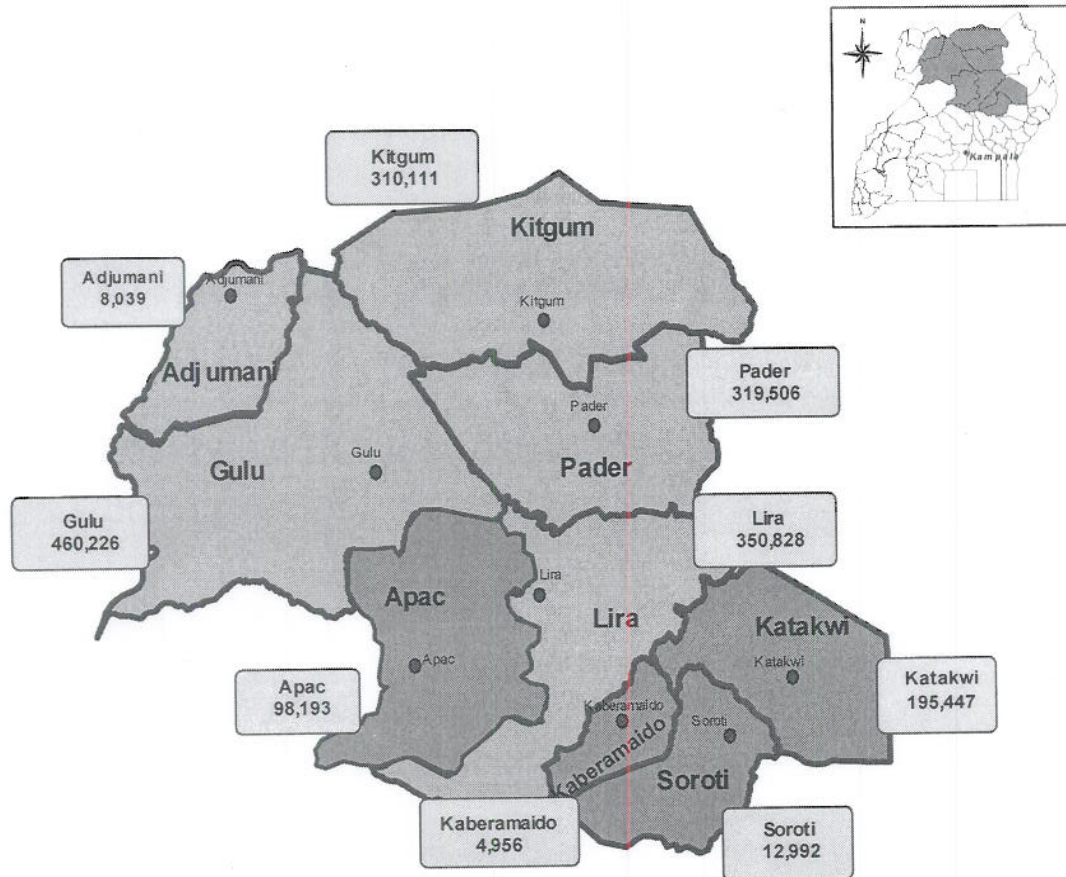 N
Kampala
Kitgum
310,111
Kitgum
Adjumani
8,039
Adjumani
Kitgum
Adjumani
Pader
319,506
Pader
Gulu
Gulu
Pader
Gulu
460,226
Lira
350,828
Lira
Apac
Lira
Katakwi
Apac
Katakwi
Apac
98,193
Katakwi
195,447
Kaberamaido
Soroti
Kaberamaido
Soroti
Kaberamaido
4,956
Soroti
12,992